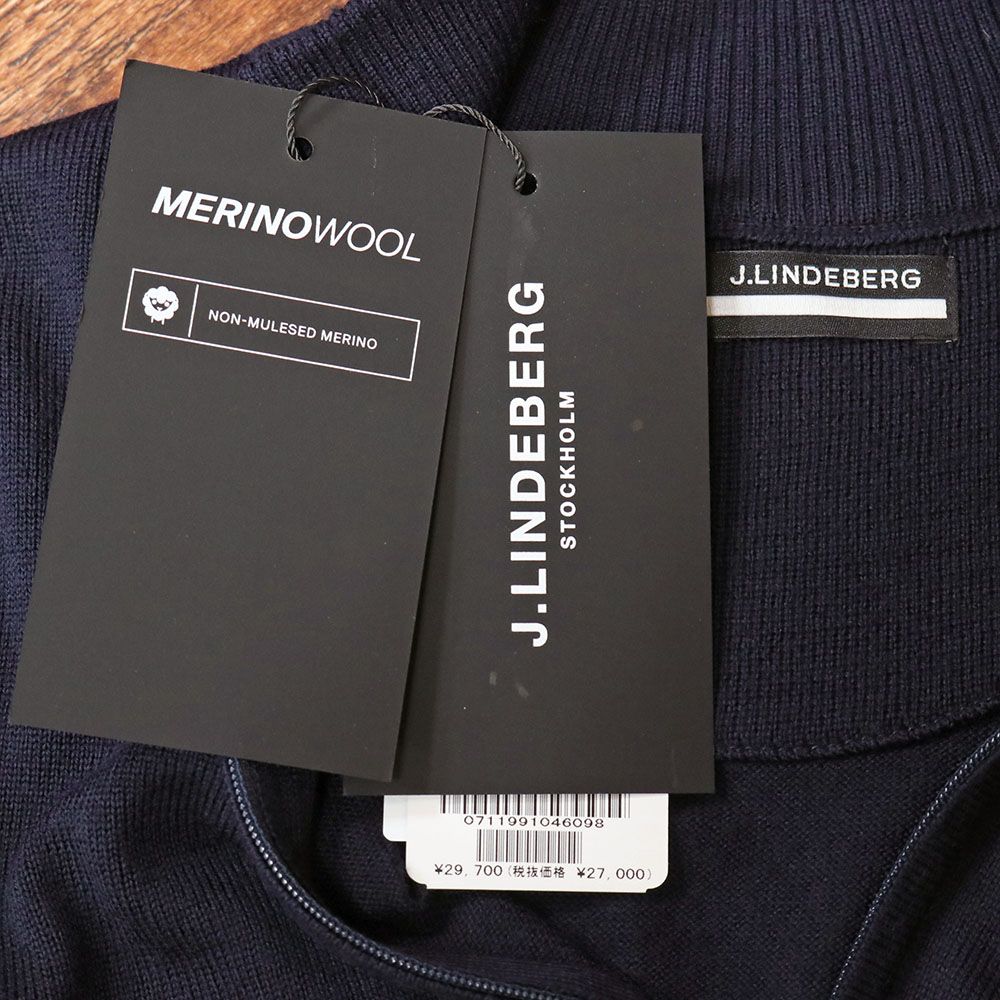 MERINOWOOL
NON-MULESED MERINO
J.LINDEBERG
STOCKHOLM
J.LINDEBERG
0711991046098
¥29,700(税抜価格 ¥27,000)